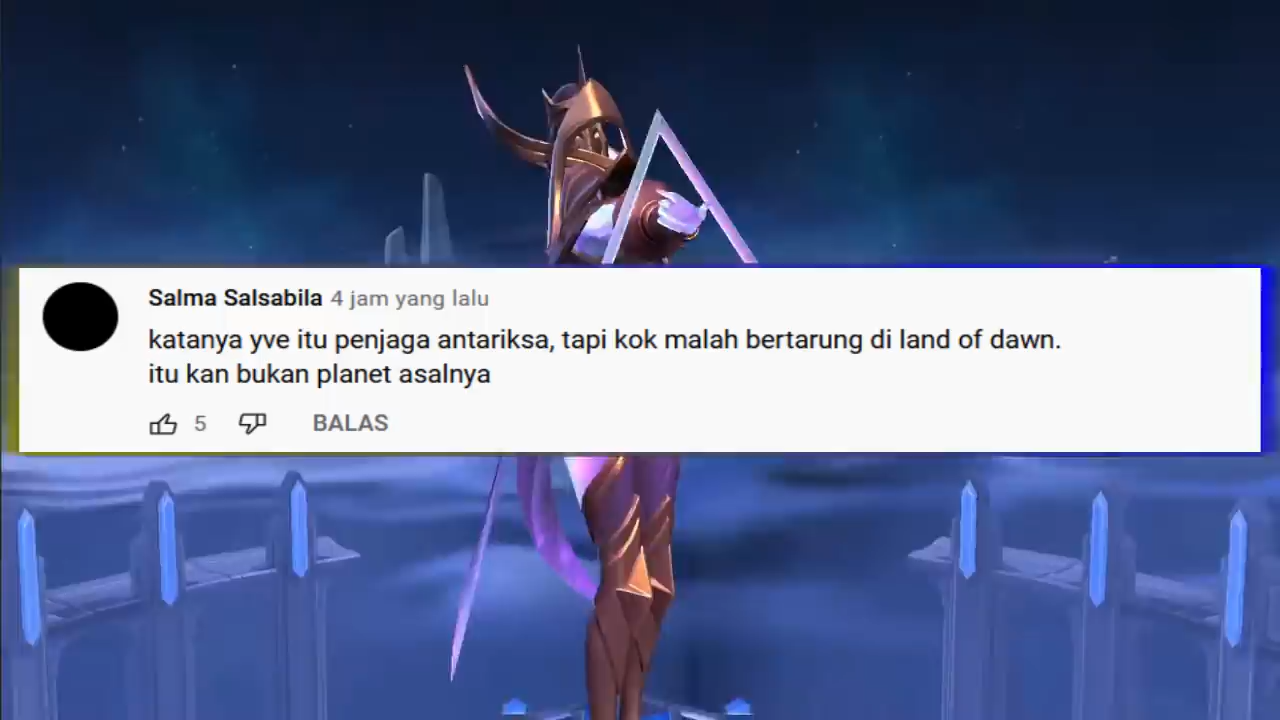 Salma Salsabila 4 jam yang lalu
katanya yve itu penjaga antariksa, tapi kok malah bertarung di land of dawn.
itu kan bukan planet asalnya
5 BALAS